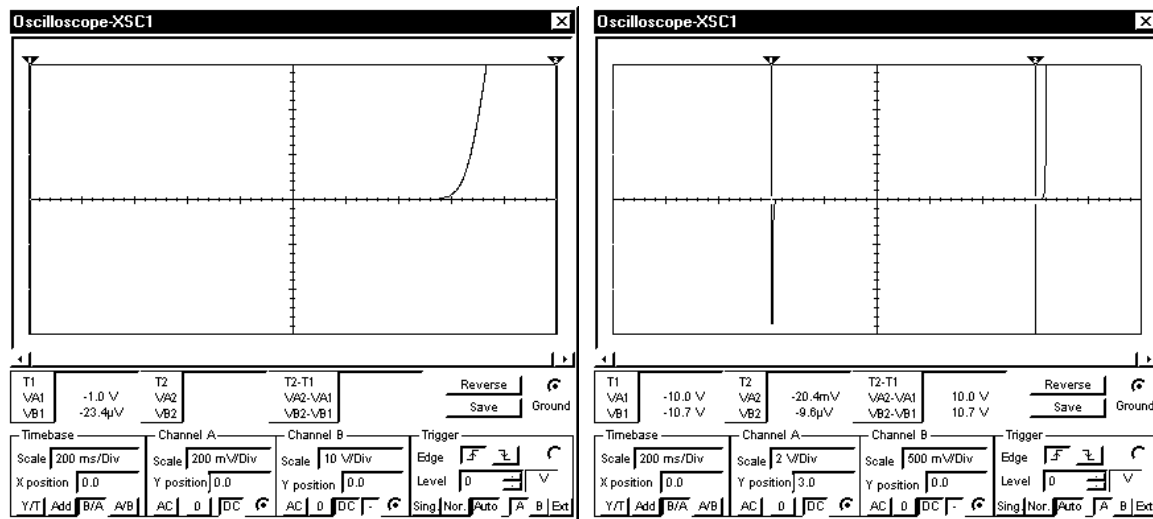 Oscilloscope-XSC1
1
2
T1
VA1 -1.0 V
VB1 -23.4µV
T2
VA2
VB2
T2-T1
VA2-VA1
VB2-VB1
Reverse
Save
Ground
Timebase
Scale 200 ms/Div
X position 0.0
Y/T Add B/A A/B
Channel A
Scale 200 mV/Div
Y position 0.0
AC 0 DC
Channel B
Scale 10 V/Div
Y position 0.0
AC 0 DC -
Trigger
Edge
Level 0 V
Sing. Nor. Auto A B Ext
Oscilloscope-XSC1
1
2
T1
VA1 -10.0 V
VB1 -10.7 V
T2
VA2 -20.4mV
VB2 -9.6µV
T2-T1
VA2-VA1 10.0 V
VB2-VB1 10.7 V
Reverse
Save
Ground
Timebase
Scale 200 ms/Div
X position 0.0
Y/T Add B/A A/B
Channel A
Scale 2 V/Div
Y position 3.0
AC 0 DC
Channel B
Scale 500 mV/Div
Y position 0.0
AC 0 DC -
Trigger
Edge
Level 0 V
Sing. Nor. Auto A B Ext